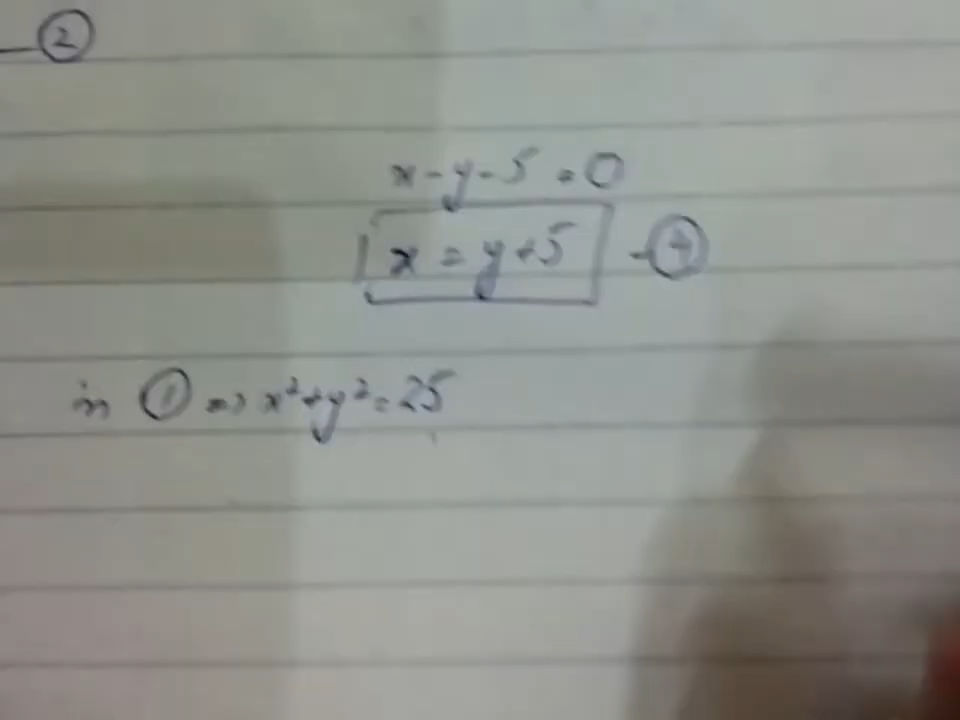 — ②
x - y - 5 = 0
x = y + 5 - ④
in ① => x² + y² = 25